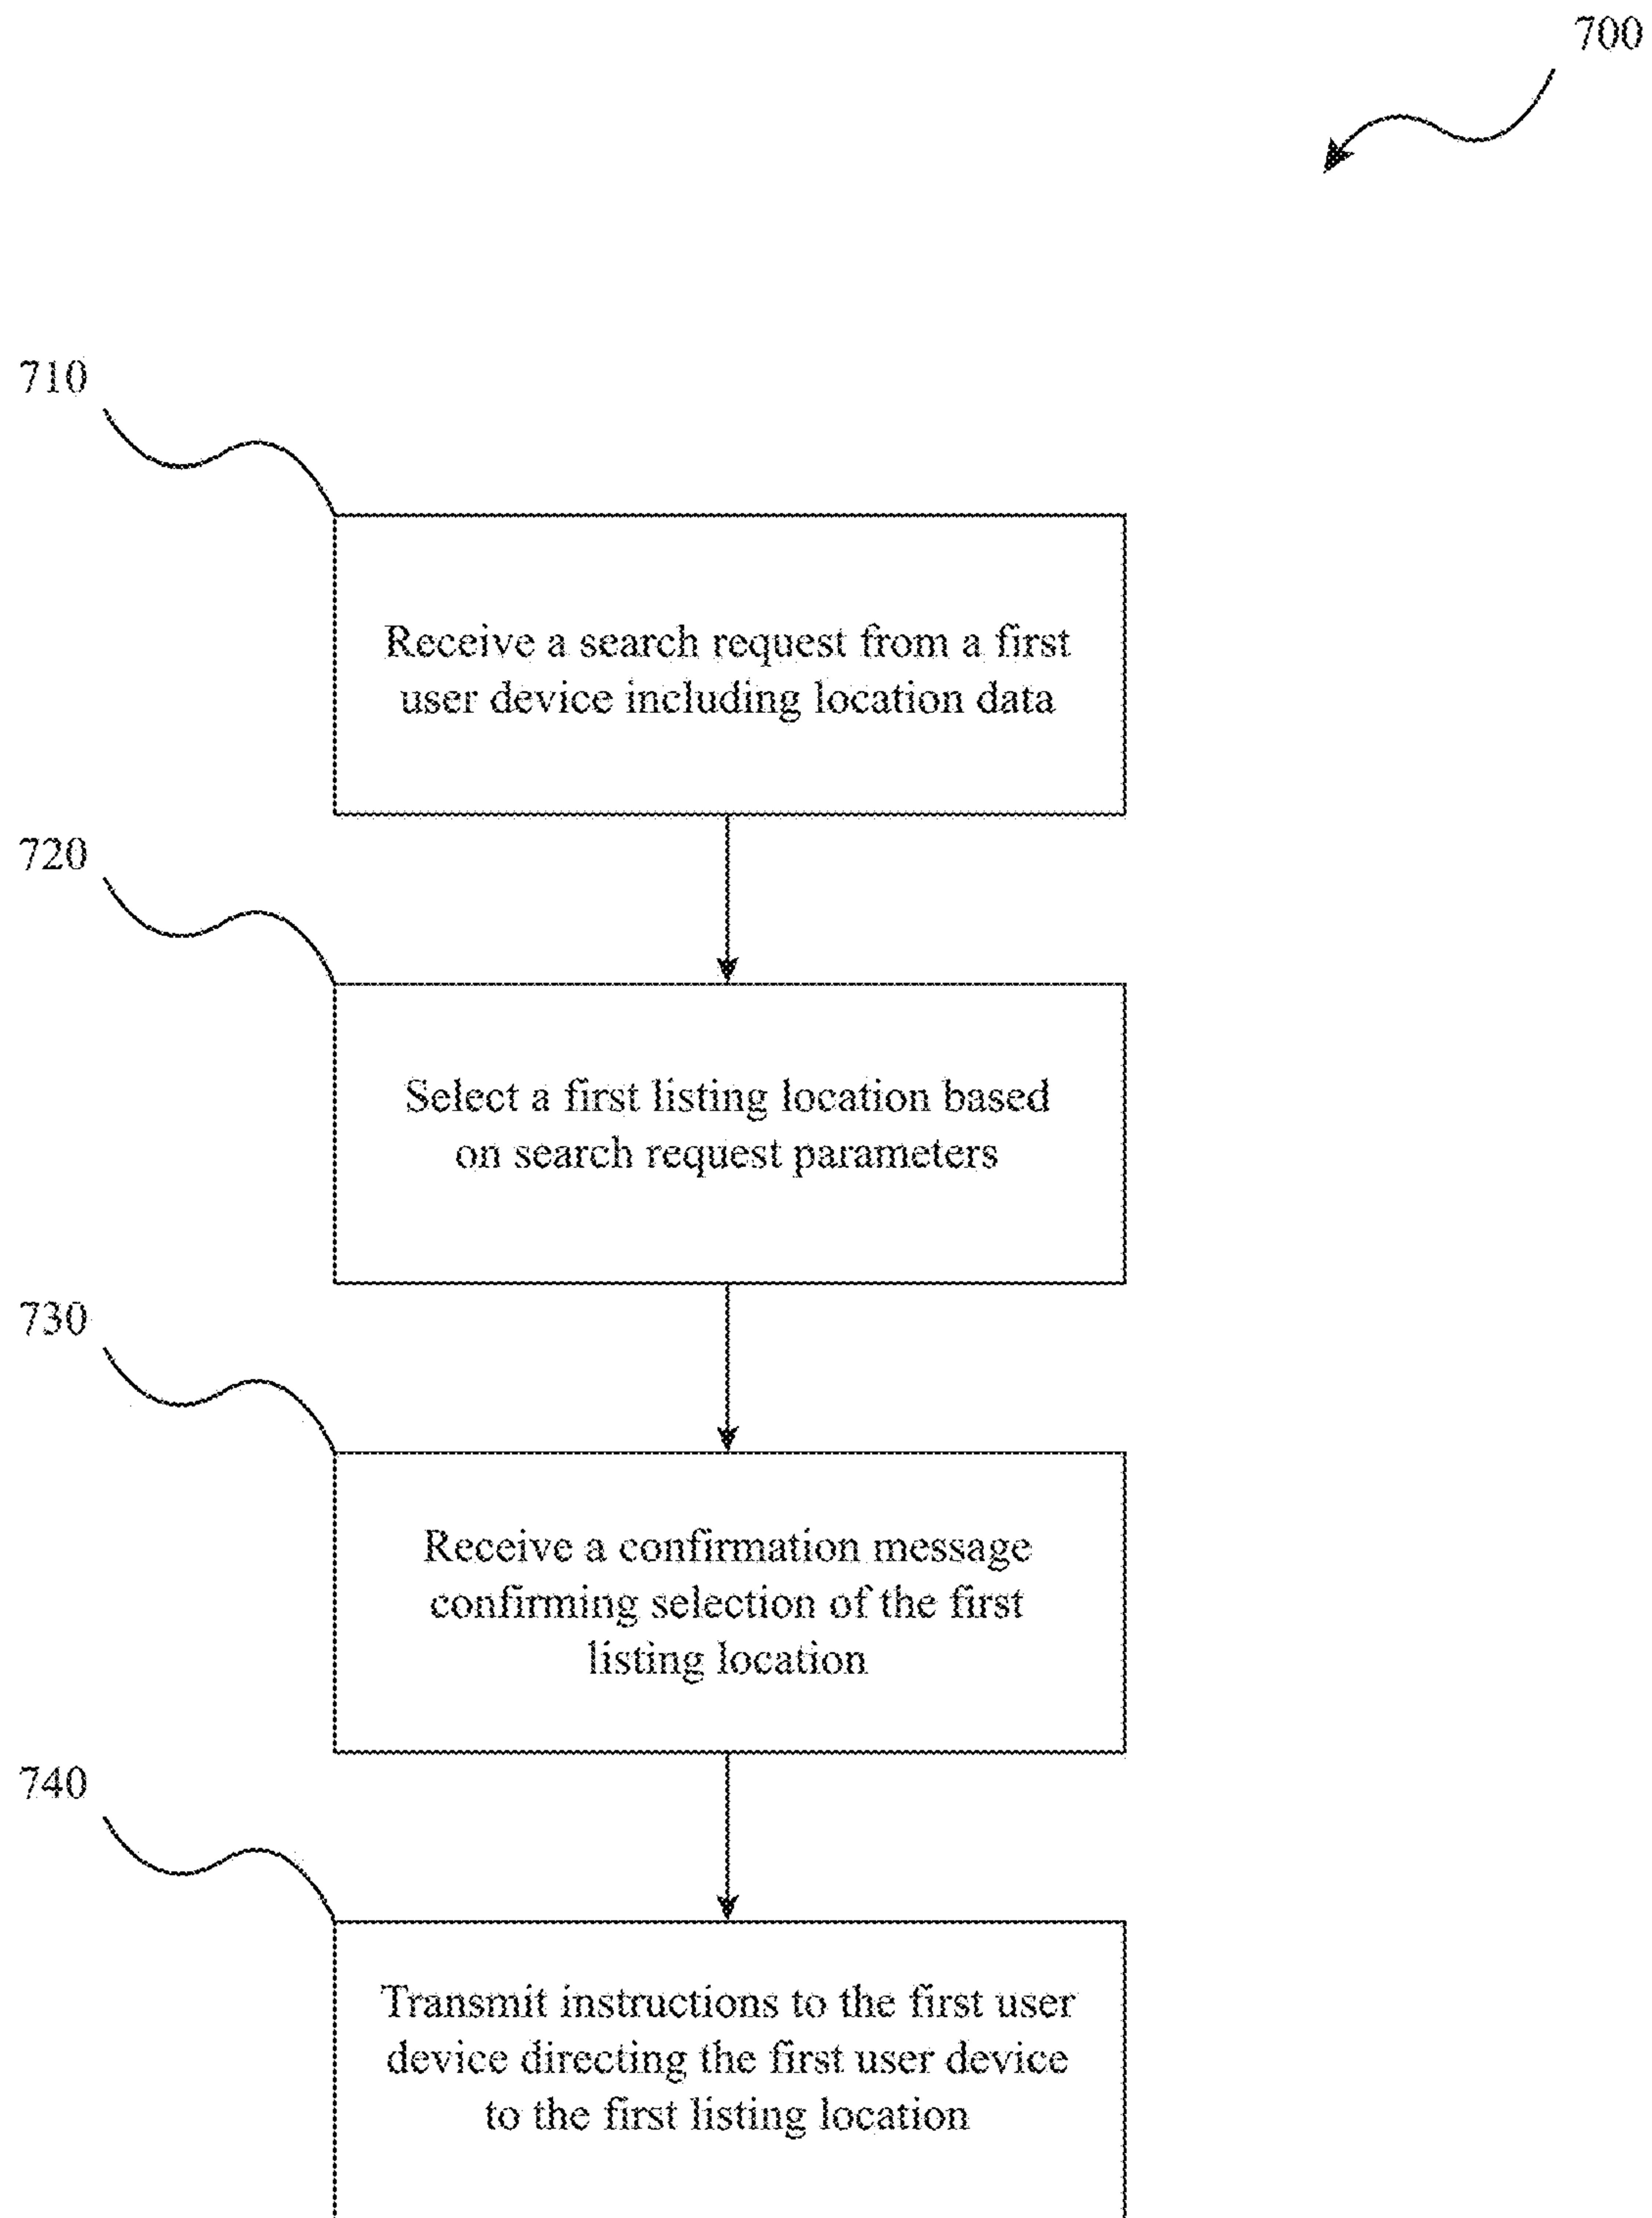 700
710
Receive a search request from a first
user device including location data
720
Select a first listing location based
on search request parameters
730
Receive a confirmation message
confirming selection of the first
listing location
740
Transmit instructions to the first user
device directing the first user device
to the first listing location